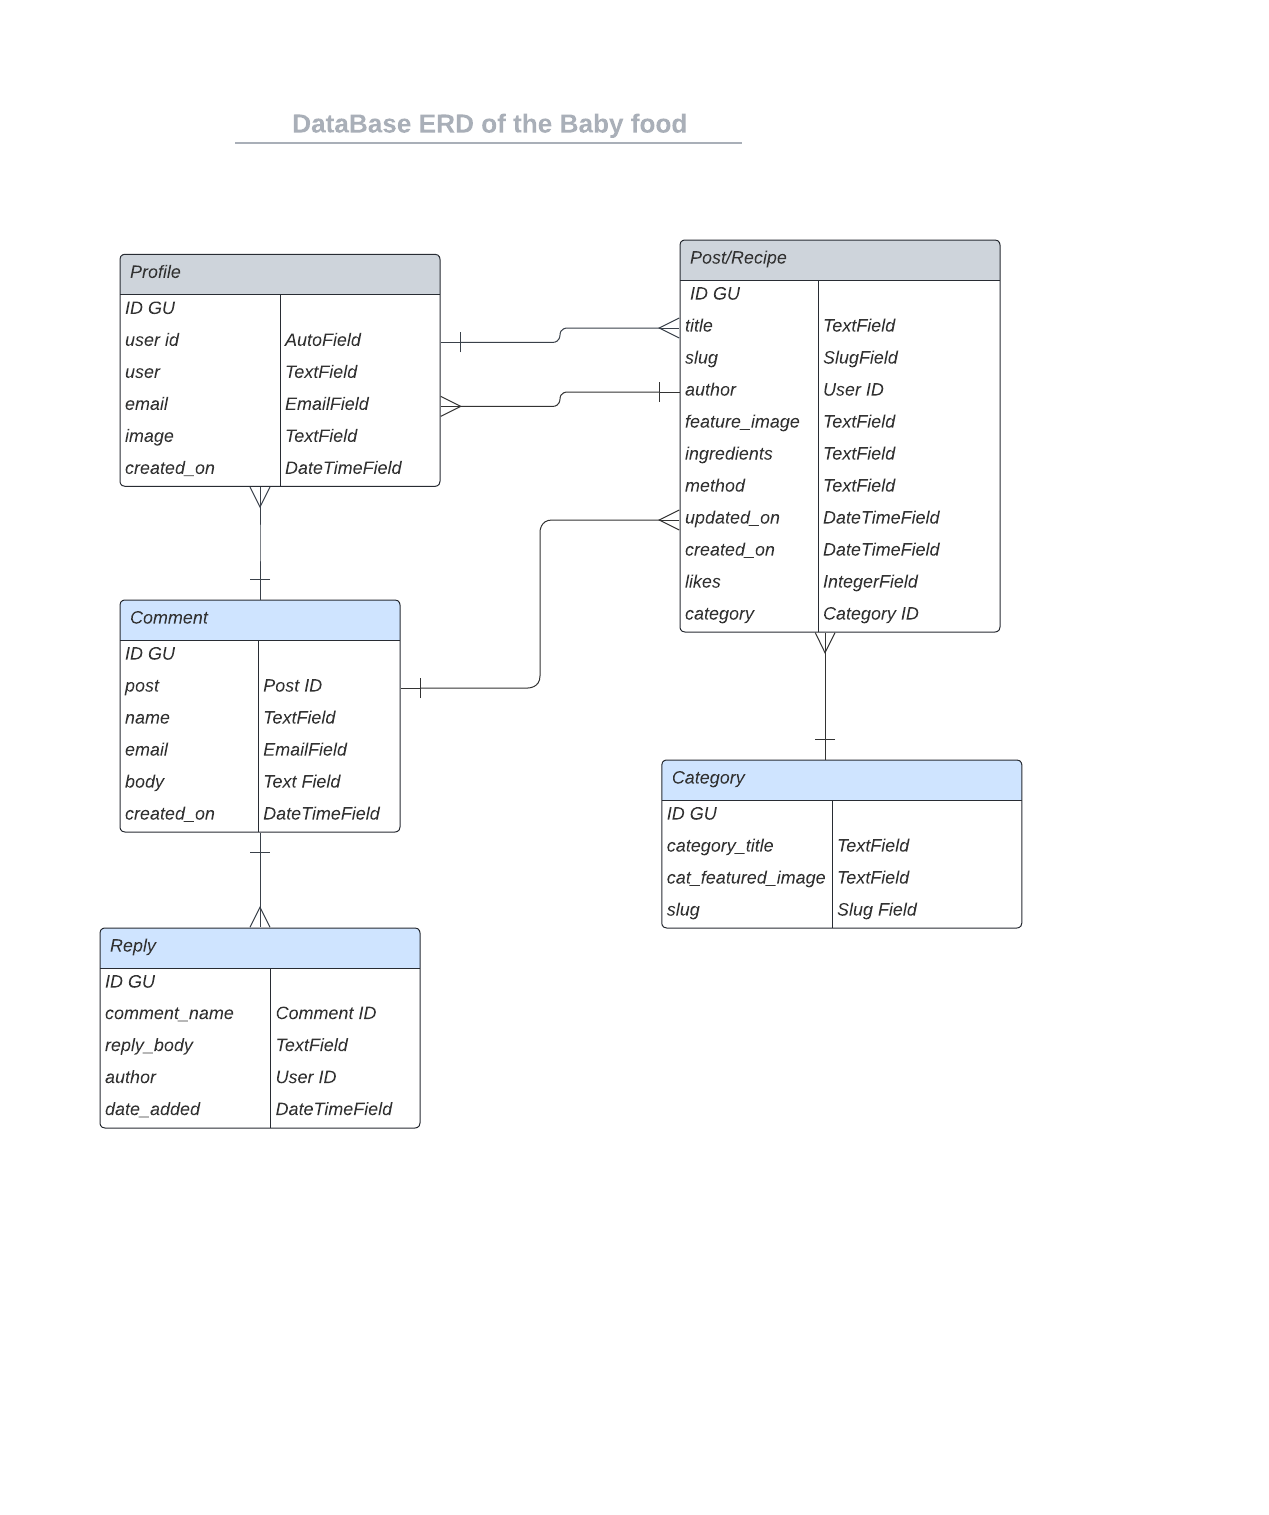 DataBase ERD of the Baby food
Profile
ID GU
user id AutoField
user TextField
email EmailField
image TextField
created_on DateTimeField
Post/Recipe
ID GU
title TextField
slug SlugField
author User ID
feature_image TextField
ingredients TextField
method TextField
updated_on DateTimeField
created_on DateTimeField
likes IntegerField
category Category ID
Comment
ID GU
post Post ID
name TextField
email EmailField
body Text Field
created_on DateTimeField
Category
ID GU
category_title TextField
cat_featured_image TextField
slug Slug Field
Reply
ID GU
comment_name Comment ID
reply_body TextField
author User ID
date_added DateTimeField